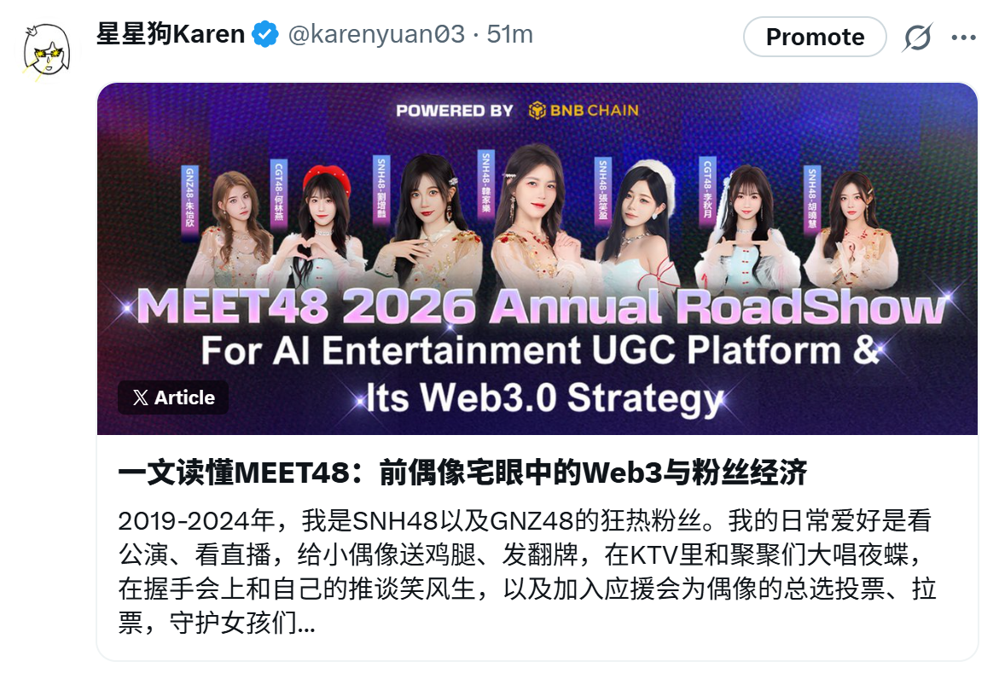 星星狗Karen @karenyuan03 · 51m
Promote
POWERED BY BNB CHAIN
GNZ48-朱怡欣
CGT48-何林燕
SNH48-劉增艷
SNH48-韓家樂
SNH48-張笑盈
CGT48-李秋月
SNH48-胡曉慧
MEET48 2026 Annual RoadShow
For AI Entertainment UGC Platform &
Its Web3.0 Strategy
X Article
一文读懂MEET48：前偶像宅眼中的Web3与粉丝经济
2019-2024年，我是SNH48以及GNZ48的狂热粉丝。我的日常爱好是看
公演、看直播，给小偶像送鸡腿、发翻牌，在KTV里和聚聚们大唱夜蝶，
在握手会上和自己的推谈笑风生，以及加入应援会为偶像的总选投票、拉
票，守护女孩们...